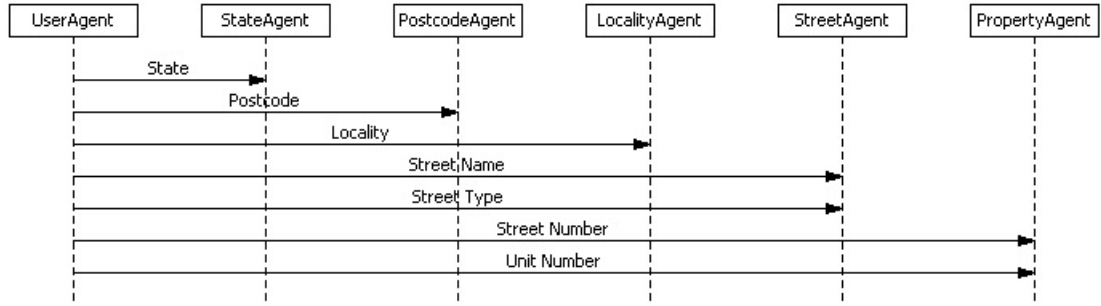 UserAgent StateAgent PostcodeAgent LocalityAgent StreetAgent PropertyAgent
State
Postcode
Locality
Street Name
Street Type
Street Number
Unit Number